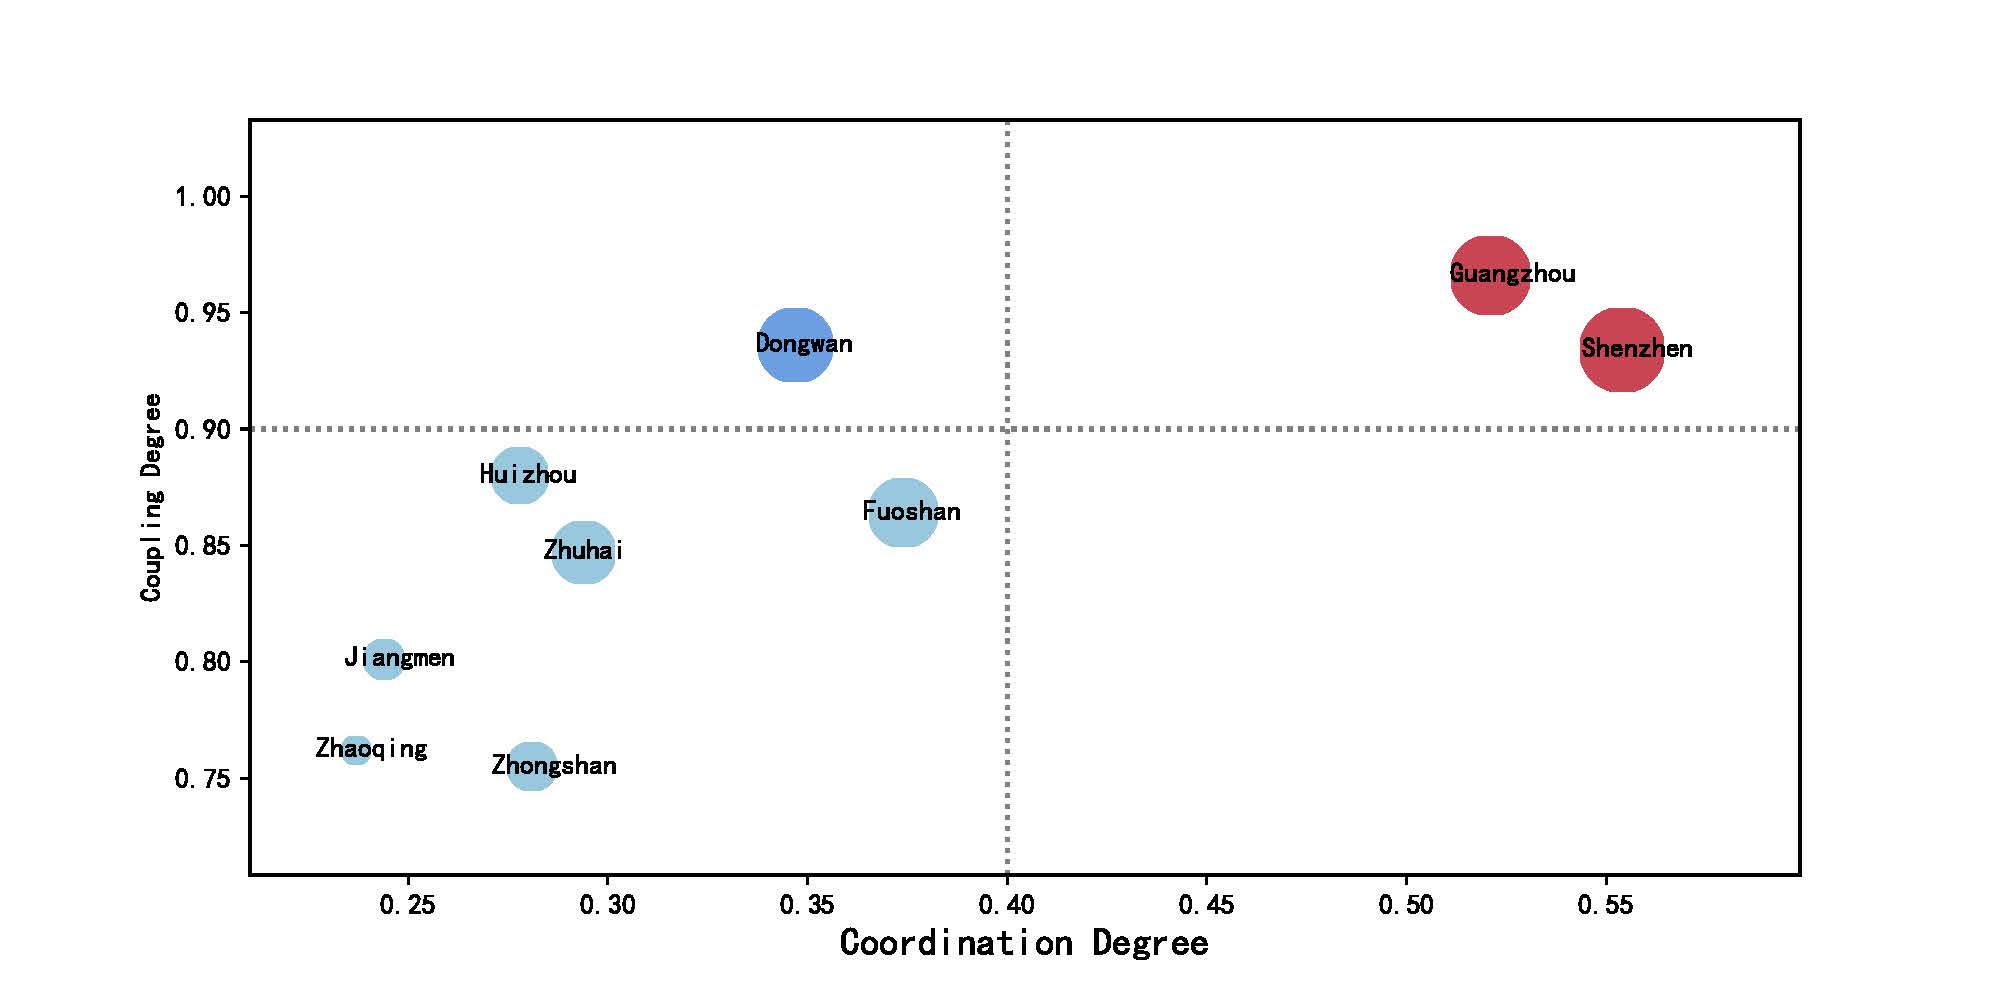 1.00
0.95
0.90
0.85
0.80
0.75
Coupling Degree
Guangzhou
Dongwan
Shenzhen
Huizhou
Fuoshan
Zhuhai
Jiangmen
Zhaoqing
Zhongshan
0.25 0.30 0.35 0.40 0.45 0.50 0.55
Coordination Degree